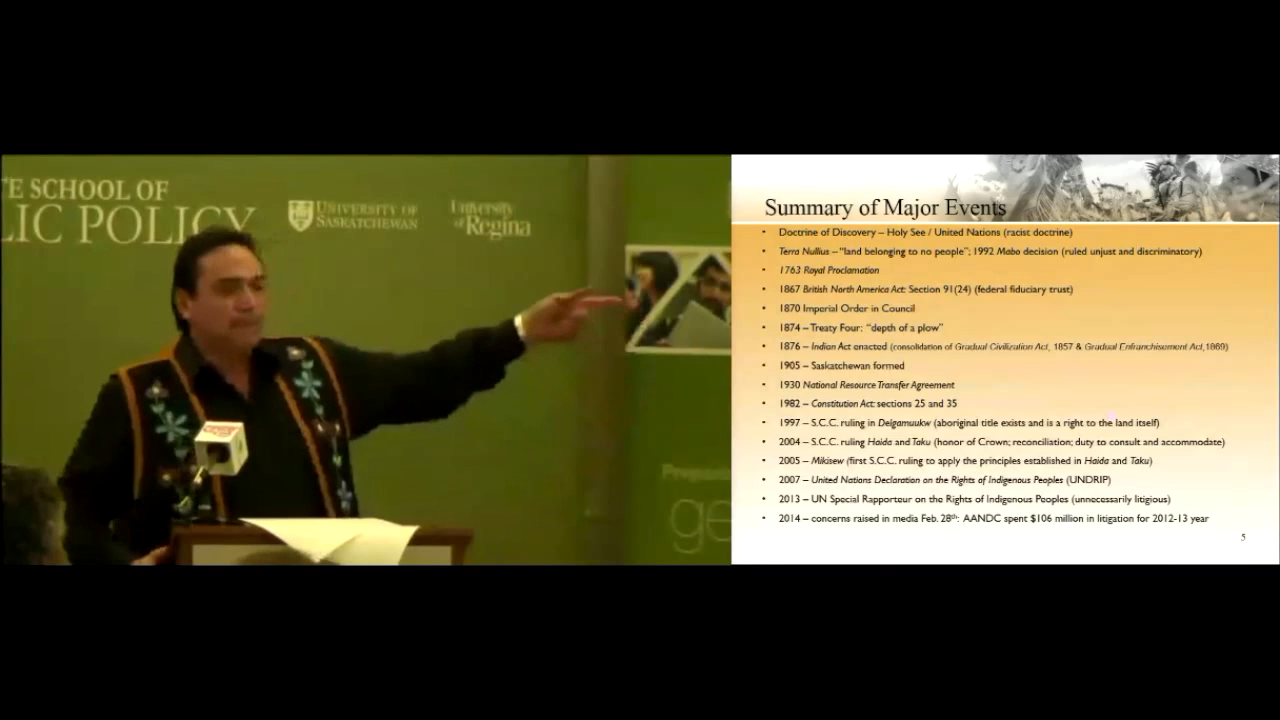 TE SCHOOL OF
LIC POLICY
UNIVERSITY OF
SASKATCHEWAN
University
of Regina
ge
Summary of Major Events
• Doctrine of Discovery – Holy See / United Nations (racist doctrine)
• Terra Nullius – “land belonging to no people”; 1992 Mabo decision (ruled unjust and discriminatory)
• 1763 Royal Proclamation
• 1867 British North America Act: Section 91(24) (federal fiduciary trust)
• 1870 Imperial Order in Council
• 1874 – Treaty Four: “depth of a plow”
• 1876 – Indian Act enacted (consolidation of Gradual Civilization Act, 1857 & Gradual Enfranchisement Act,1869)
• 1905 – Saskatchewan formed
• 1930 National Resource Transfer Agreement
• 1982 – Constitution Act: sections 25 and 35
• 1997 – S.C.C. ruling in Delgamuukw (aboriginal title exists and is a right to the land itself)
• 2004 – S.C.C. ruling Haida and Taku (honor of Crown; reconciliation; duty to consult and accommodate)
• 2005 – Mikisew (first S.C.C. ruling to apply the principles established in Haida and Taku)
• 2007 – United Nations Declaration on the Rights of Indigenous Peoples (UNDRIP)
• 2013 – UN Special Rapporteur on the Rights of Indigenous Peoples (unnecessarily litigious)
• 2014 – concerns raised in media Feb. 28th: AANDC spent $106 million in litigation for 2012-13 year
5